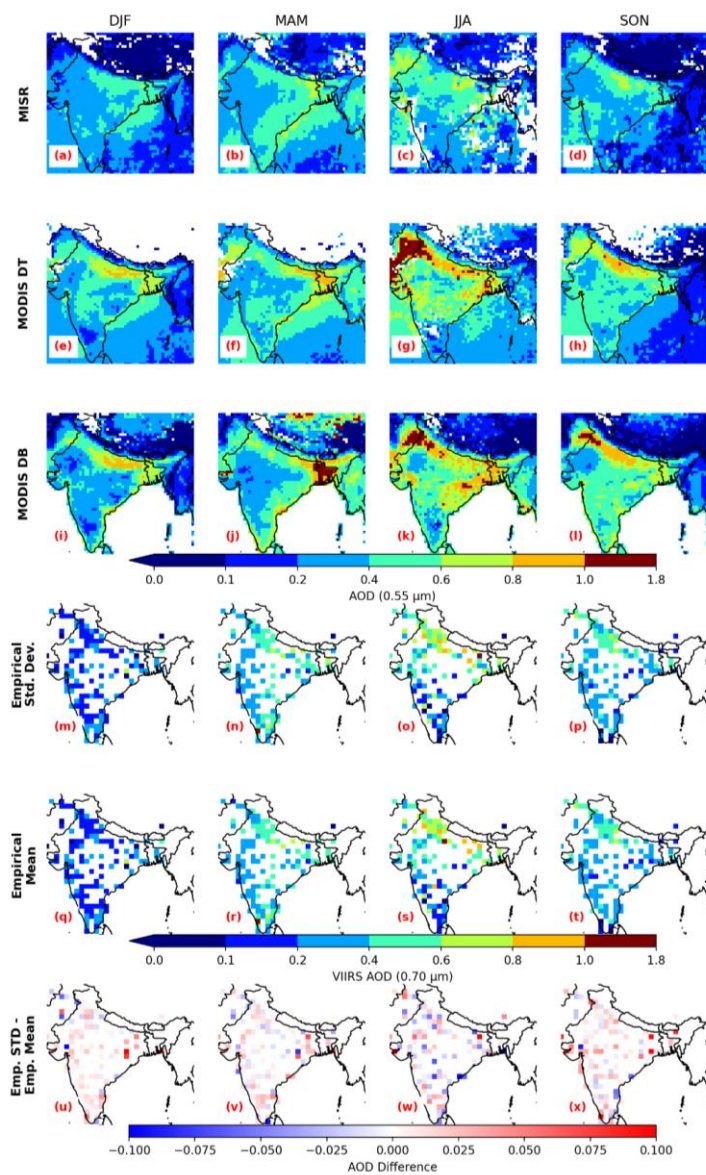 DJF MAM JJA SON
MISR
(a) (b) (c) (d)
MODIS DT
(e) (f) (g) (h)
MODIS DB
(i) (j) (k) (l)
0.0 0.1 0.2 0.4 0.6 0.8 1.0 1.8
AOD (0.55 µm)
Empirical
Std. Dev.
(m) (n) (o) (p)
Empirical
Mean
(q) (r) (s) (t)
0.0 0.1 0.2 0.4 0.6 0.8 1.0 1.8
VIIRS AOD (0.70 µm)
Emp. STD -
Emp. Mean
(u) (v) (w) (x)
−0.100 −0.075 −0.050 −0.025 0.000 0.025 0.050 0.075 0.100
AOD Difference